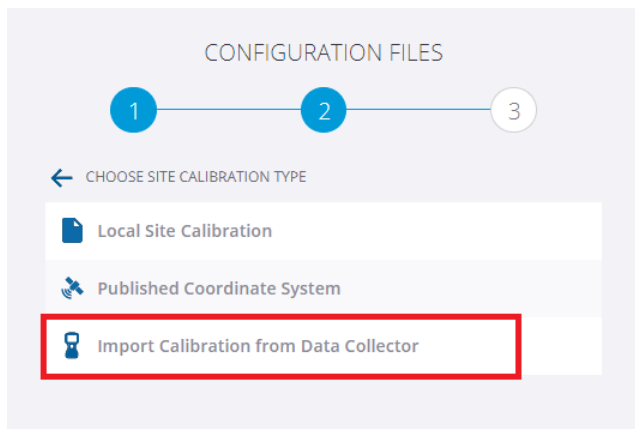 CONFIGURATION FILES
1 2 3
CHOOSE SITE CALIBRATION TYPE
Local Site Calibration
Published Coordinate System
Import Calibration from Data Collector